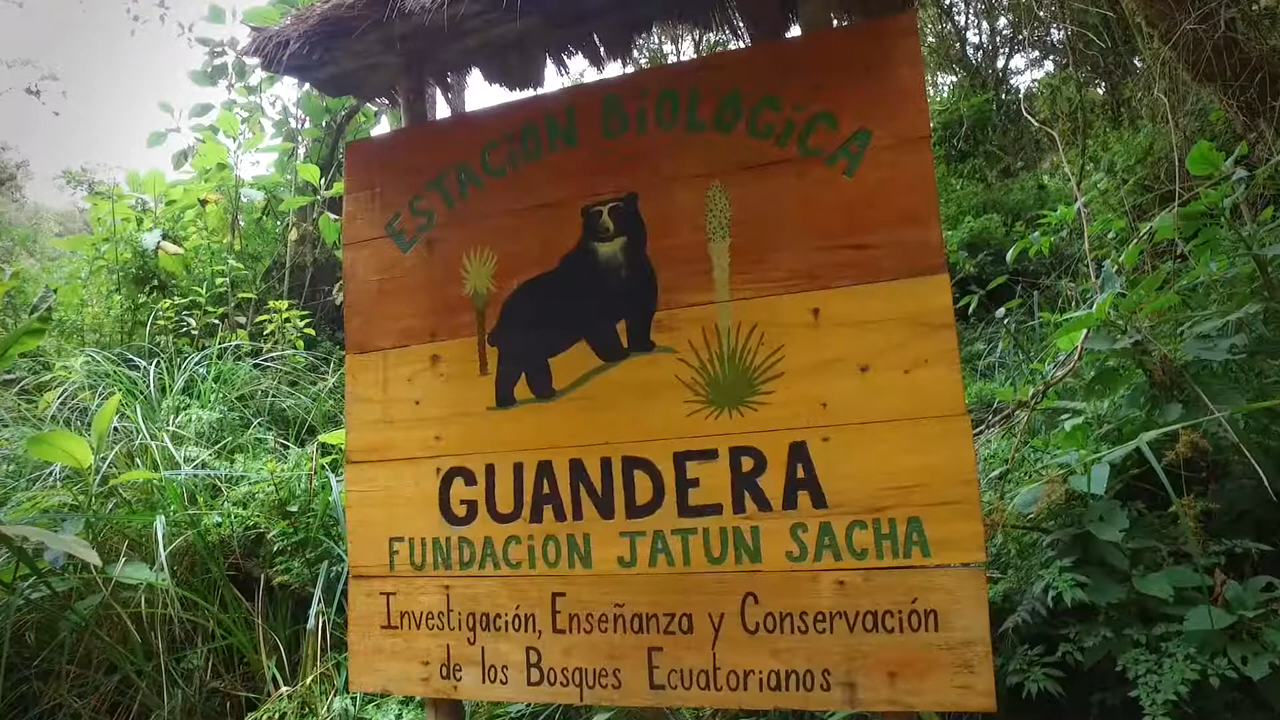 ESTACiON BiOLOGiCA
GUANDERA
FUNDACiON JATUN SACHA
Investigación, Enseñanza y Conservación
de los Bosques Ecuatorianos